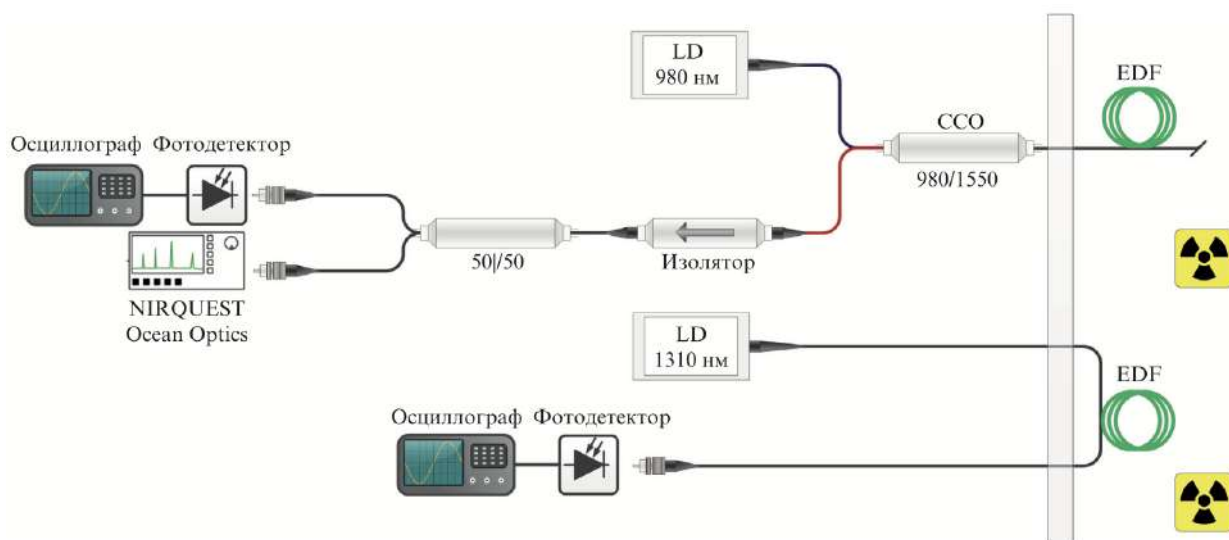 LD
980 нм
EDF
ССО
980/1550
Осциллограф Фотодетектор
50|/50
Изолятор
NIRQUEST
Ocean Optics
LD
1310 нм
EDF
Осциллограф Фотодетектор